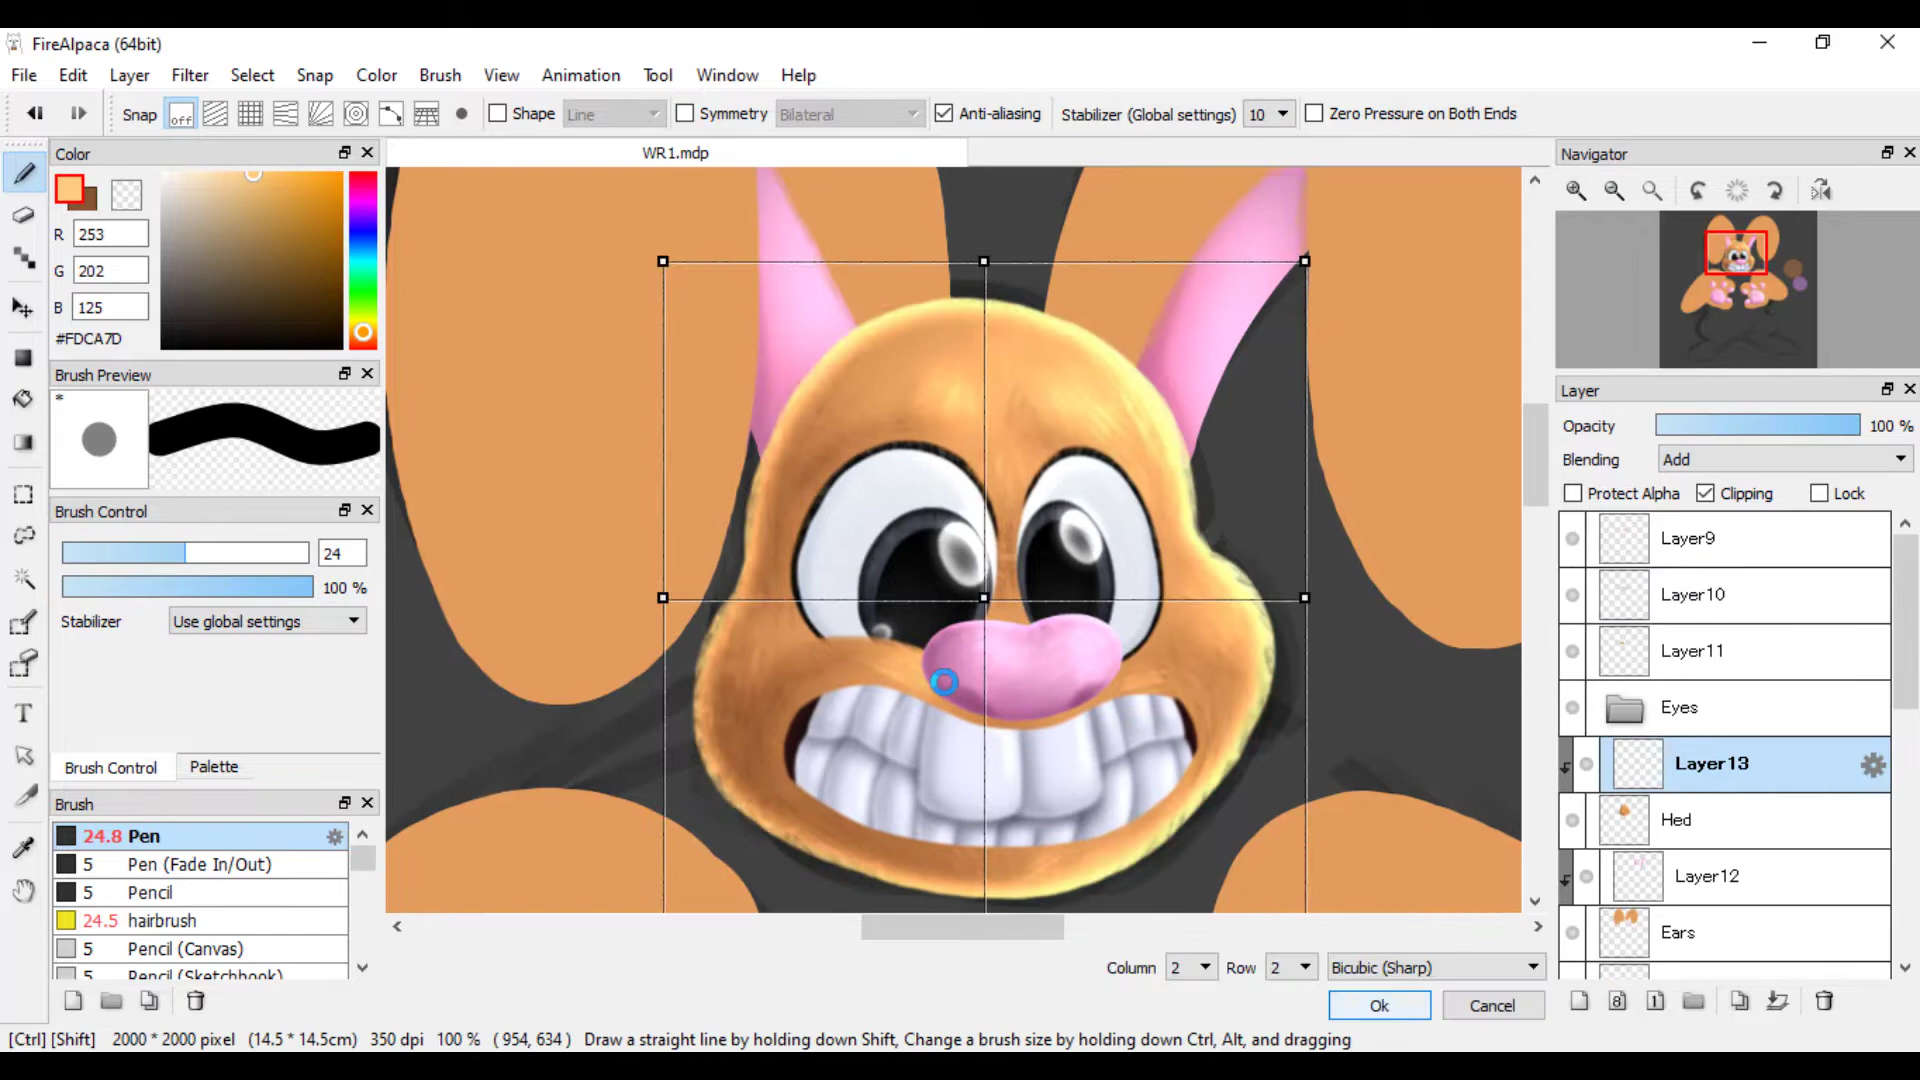 FireAlpaca (64bit)
File Edit Layer Filter Select Snap Color Brush View Animation Tool Window Help
Snap off Shape Line Symmetry Bilateral Anti-aliasing Stabilizer (Global settings) 10 Zero Pressure on Both Ends
Color
WR1.mdp
Navigator
R 253
G 202
B 125
#FDCA7D
Brush Preview
*
Brush Control
24
100 %
Stabilizer Use global settings
Brush Control Palette
Brush
24.8 Pen
5 Pen (Fade In/Out)
5 Pencil
24.5 hairbrush
5 Pencil (Canvas)
5 Pencil (Sketchbook)
Layer
Opacity 100 %
Blending Add
Protect Alpha Clipping Lock
Layer9
Layer10
Layer11
Eyes
Layer13
Hed
Layer12
Ears
8 1
Column 2 Row 2 Bicubic (Sharp)
Ok Cancel
[Ctrl] [Shift] 2000 * 2000 pixel (14.5 * 14.5cm) 350 dpi 100 % ( 954, 634 ) Draw a straight line by holding down Shift, Change a brush size by holding down Ctrl, Alt, and dragging